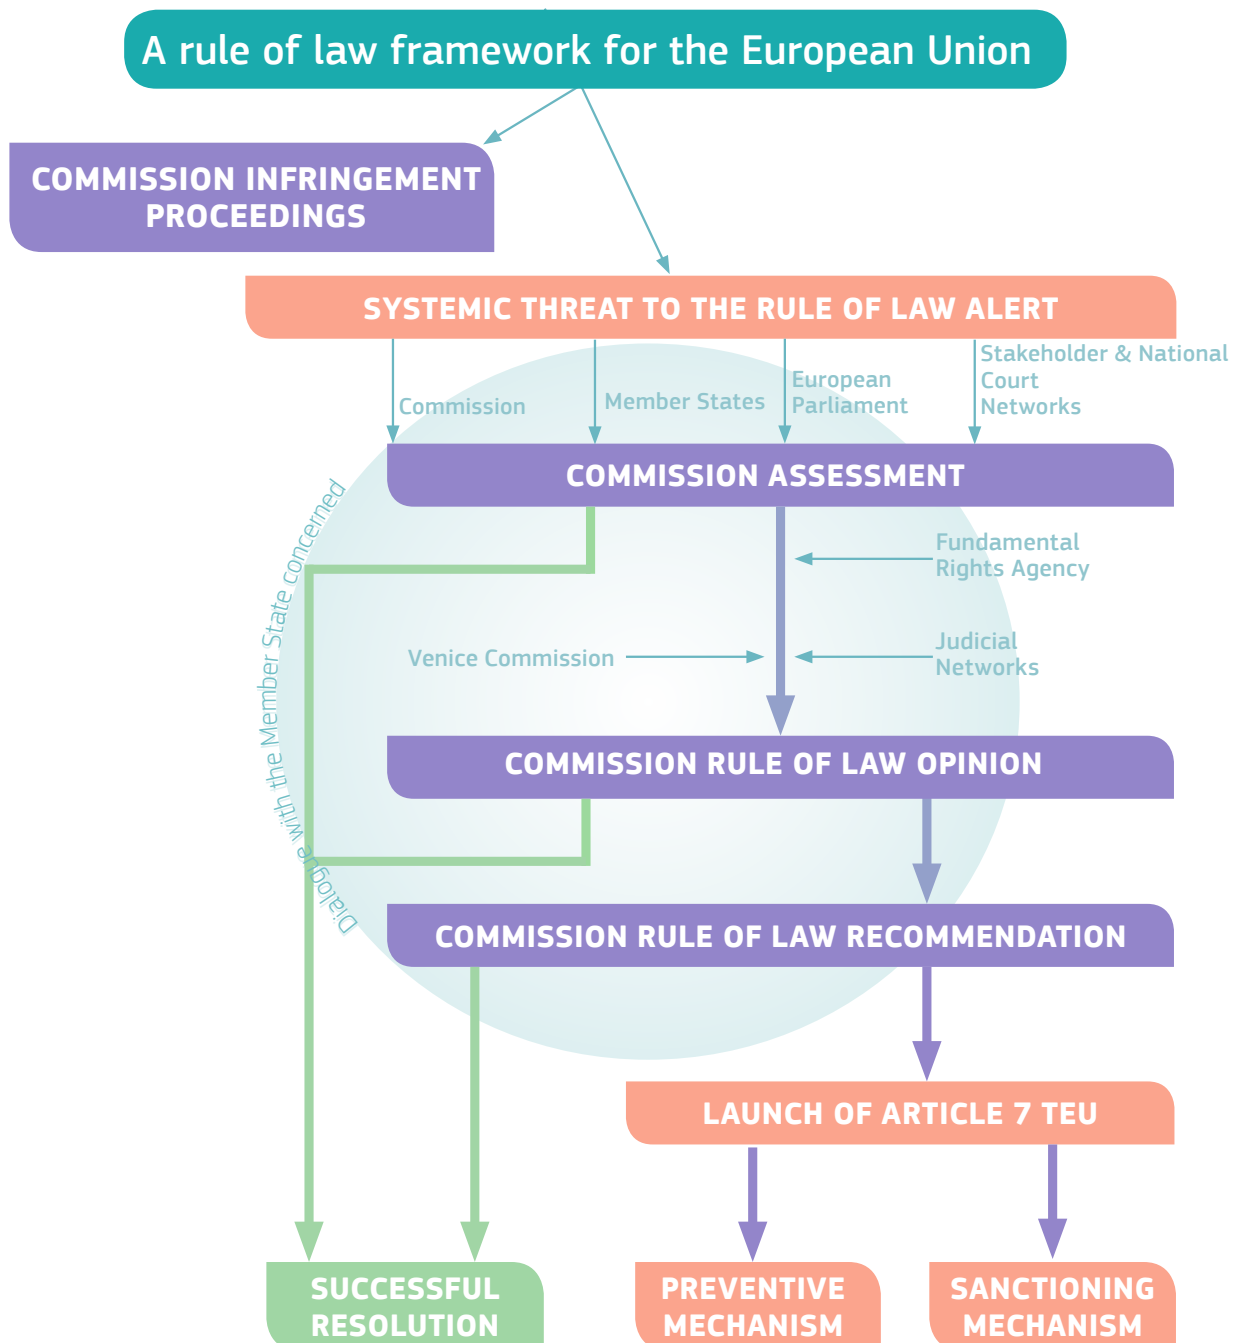 A rule of law framework for the European Union
COMMISSION INFRINGEMENT
PROCEEDINGS
SYSTEMIC THREAT TO THE RULE OF LAW ALERT
Commission
Member States
European
Parliament
Stakeholder & National
Court
Networks
COMMISSION ASSESSMENT
Dialogue with the Member State concerned
Fundamental
Rights Agency
Venice Commission
Judicial
Networks
COMMISSION RULE OF LAW OPINION
COMMISSION RULE OF LAW RECOMMENDATION
LAUNCH OF ARTICLE 7 TEU
SUCCESSFUL
RESOLUTION
PREVENTIVE
MECHANISM
SANCTIONING
MECHANISM